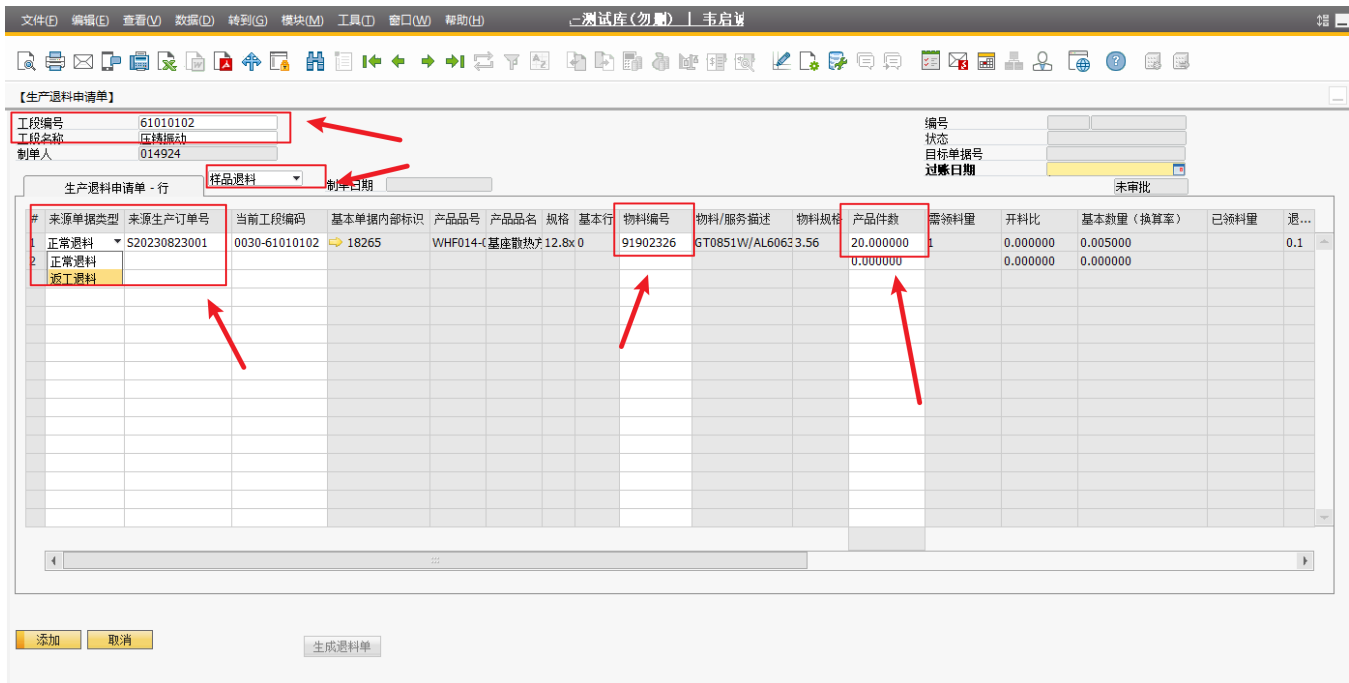 文件(F) 编辑(E) 查看(V) 数据(D) 转到(G) 模块(M) 工具(T) 窗口(W) 帮助(H) 测试库(勿删) | 韦启
【生产退料申请单】
工段编号 61010102 编号
工段名称 压铸振动 状态
制单人 014924 目标单据号
过账日期
生产退料申请单 - 行 样品退料 制单日期 未审批
# 来源单据类型 来源生产订单号 当前工段编码 基本单据内部标识 产品品号 产品品名 规格 基本行 物料编号 物料/服务描述 物料规格 产品件数 需领料量 开料比 基本数量（换算率） 已领料量 退...
1 正常退料 S20230823001 0030-61010102 18265 WHF014-( 基座散热方 12.8x 0 91902326 GT0851W/AL6063 3.56 20.000000 1 0.000000 0.005000 0.1
2 正常退料 0.000000 0.000000 0.000000
返工退料
添加 取消 生成退料单